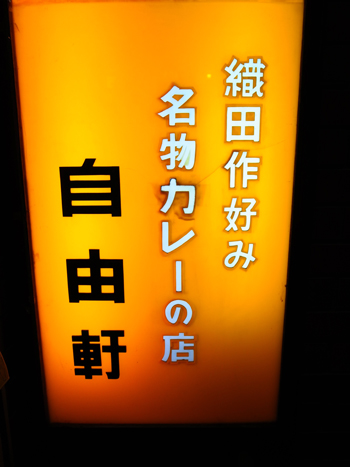 織田作好み
名物カレーの店
自由軒